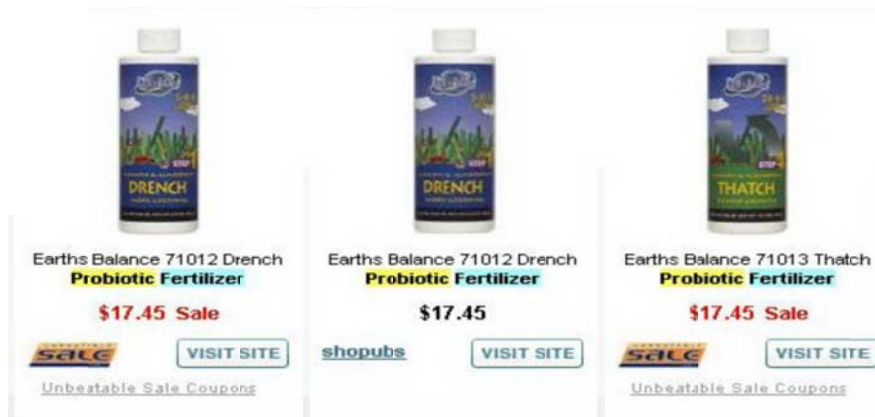 DRENCH
Earths Balance 71012 Drench
Probiotic Fertilizer
$17.45 Sale
SALE
VISIT SITE
Unbeatable Sale Coupons
DRENCH
Earths Balance 71012 Drench
Probiotic Fertilizer
$17.45
shopubs
VISIT SITE
THATCH
Earths Balance 71013 Thatch
Probiotic Fertilizer
$17.45 Sale
SALE
VISIT SITE
Unbeatable Sale Coupons